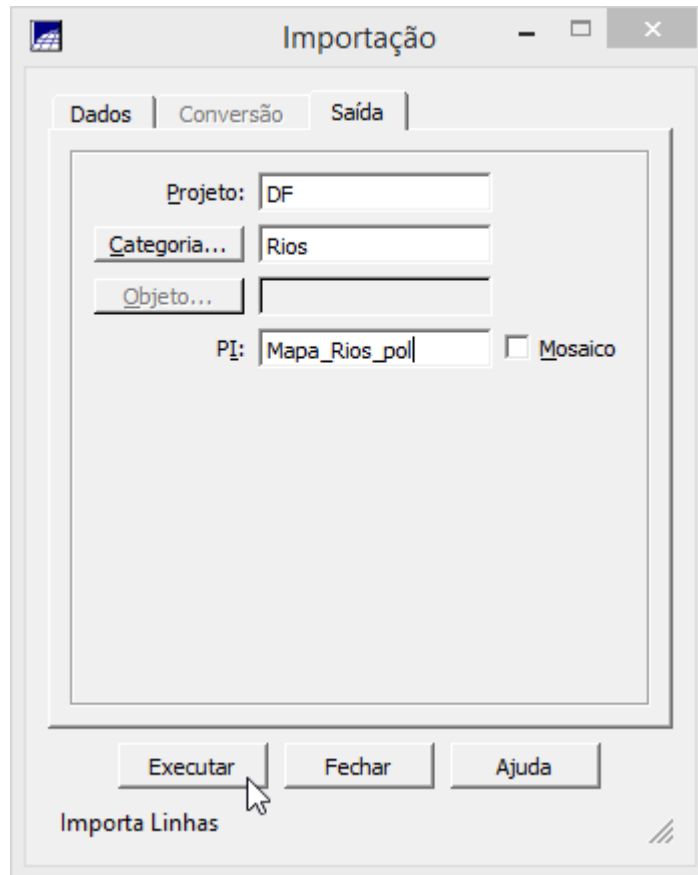 Importação
Dados Conversão Saída
Projeto: DF
Categoria... Rios
Objeto...
PI: Mapa_Rios_pol Mosaico
Executar Fechar Ajuda
Importa Linhas